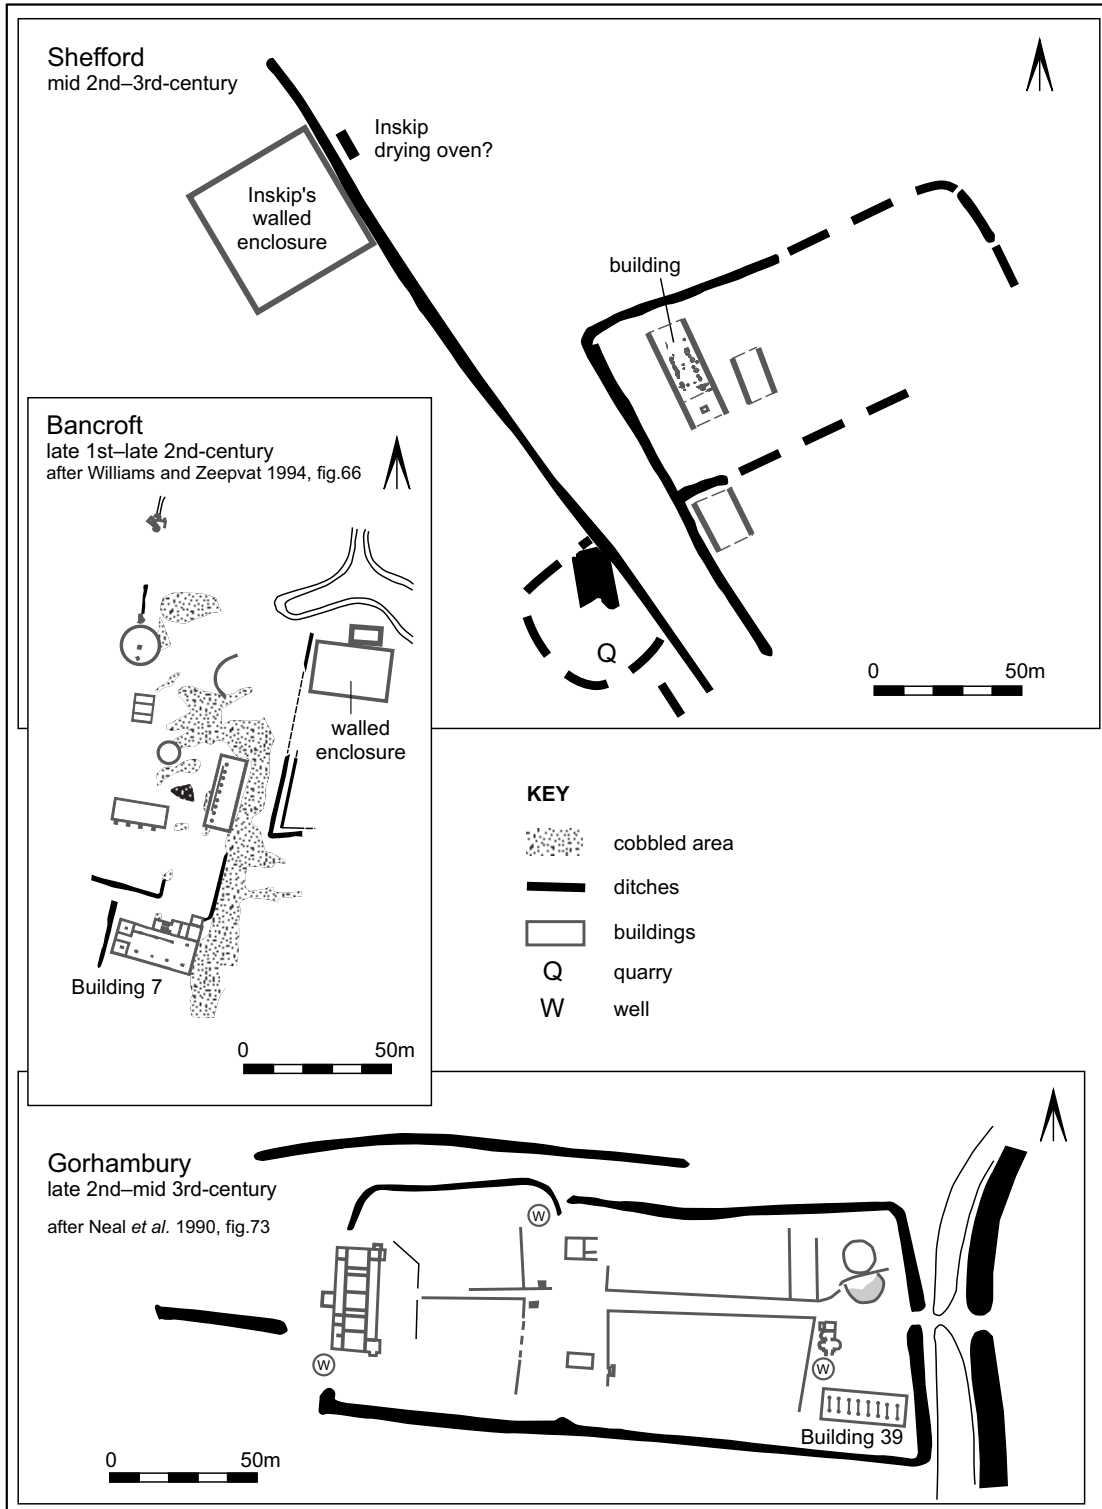 Shefford
mid 2nd–3rd-century
Inskip
drying oven?
Inskip's
walled
enclosure
building
Q
0 50m
Bancroft
late 1st–late 2nd-century
after Williams and Zeepvat 1994, fig.66
walled
enclosure
Building 7
0 50m
KEY
cobbled area
ditches
buildings
Q quarry
W well
Gorhambury
late 2nd–mid 3rd-century
after Neal et al. 1990, fig.73
W
W
W
Building 39
0 50m